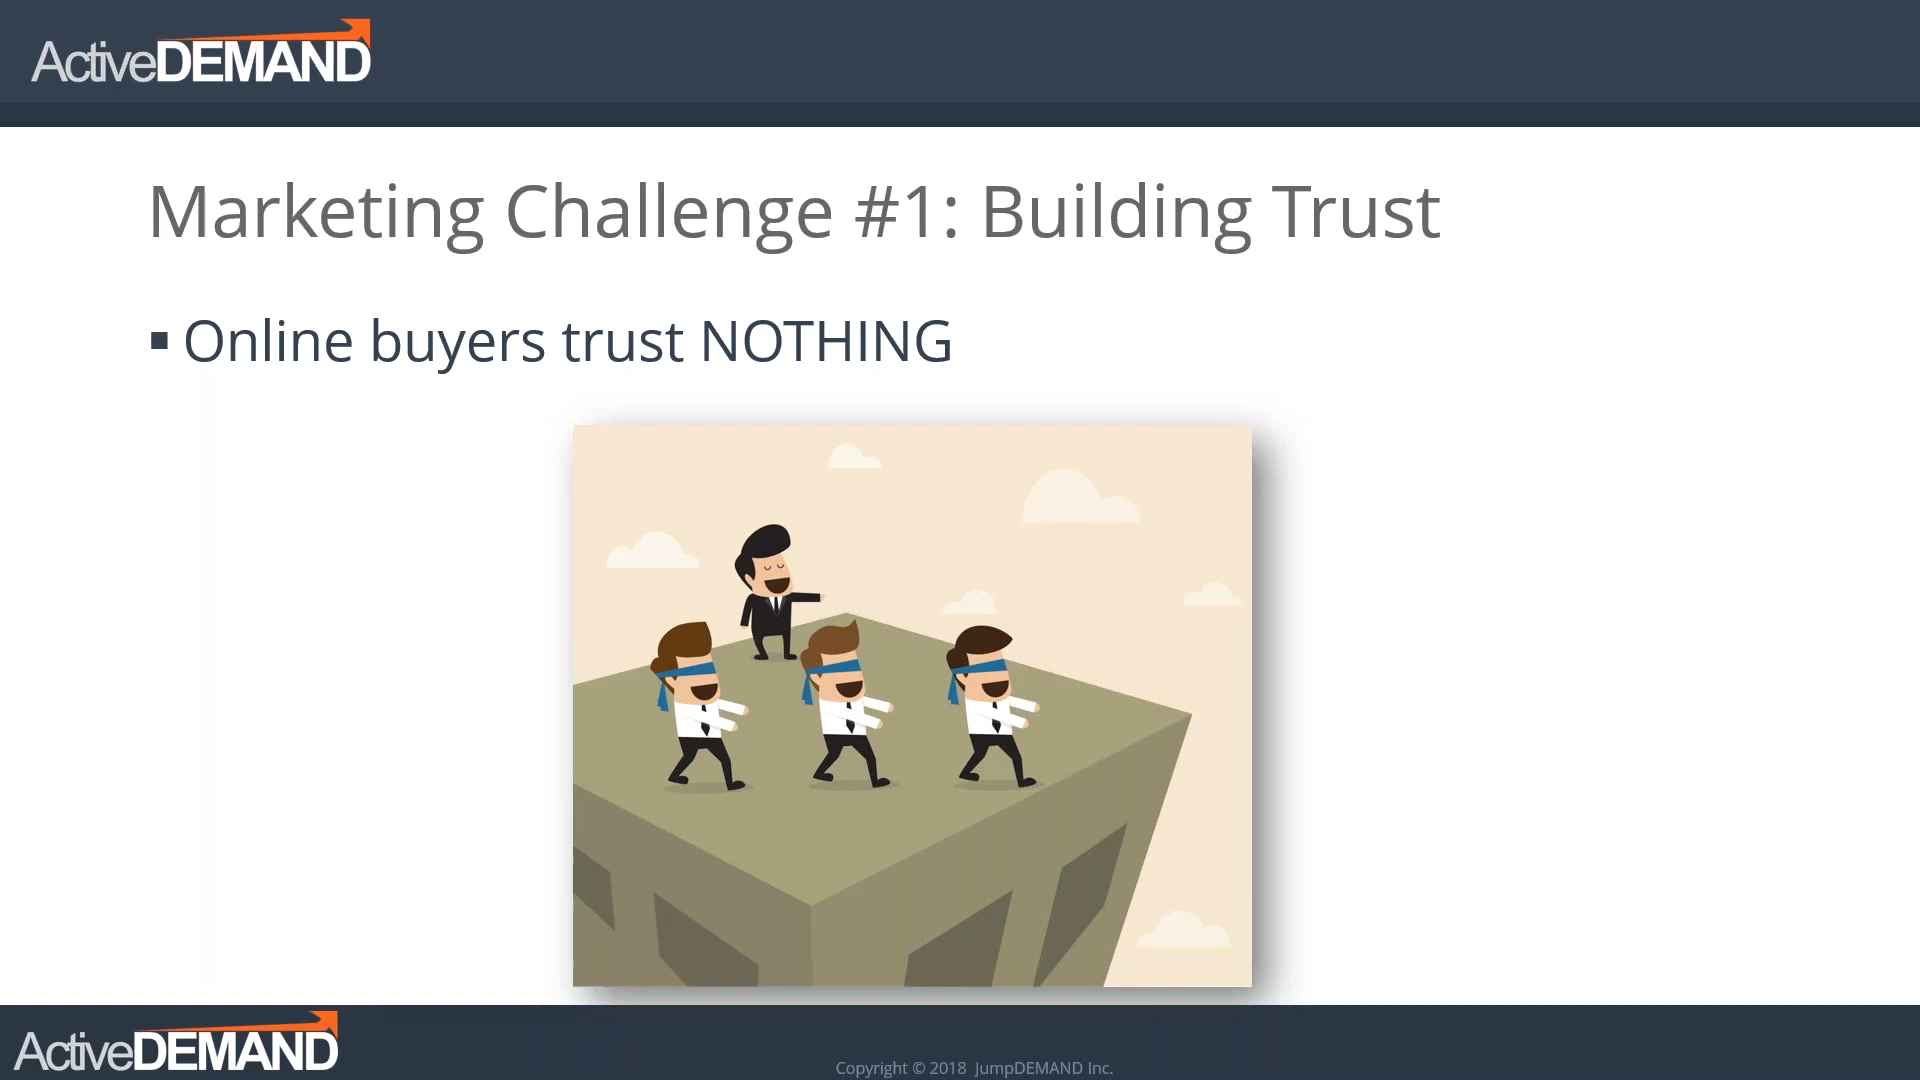 ActiveDEMAND
Marketing Challenge #1: Building Trust
▪ Online buyers trust NOTHING
ActiveDEMAND
Copyright © 2018 JumpDEMAND Inc.